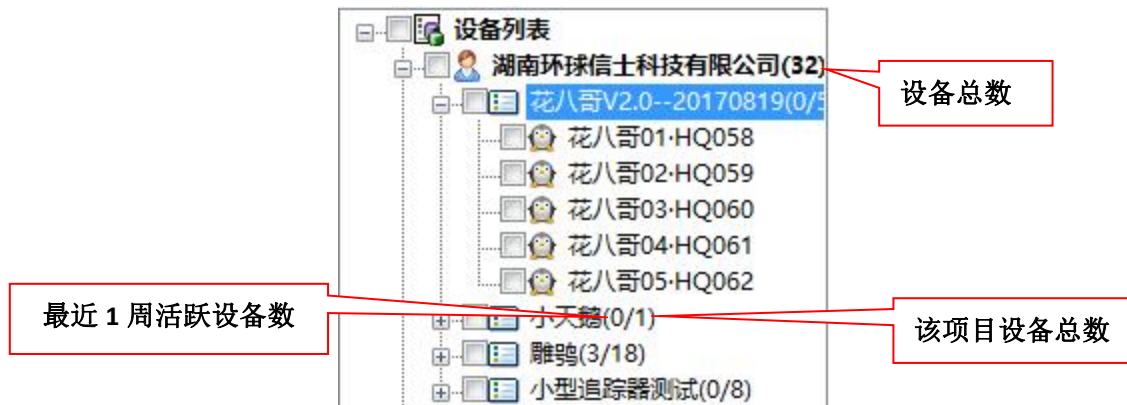 设备列表
湖南环球信士科技有限公司(32)
设备总数
花八哥V2.0--20170819(0/5
花八哥01·HQ058
花八哥02·HQ059
花八哥03·HQ060
花八哥04·HQ061
花八哥05·HQ062
最近 1 周活跃设备数
小天鹅(0/1)
该项目设备总数
雕鸮(3/18)
小型追踪器测试(0/8)